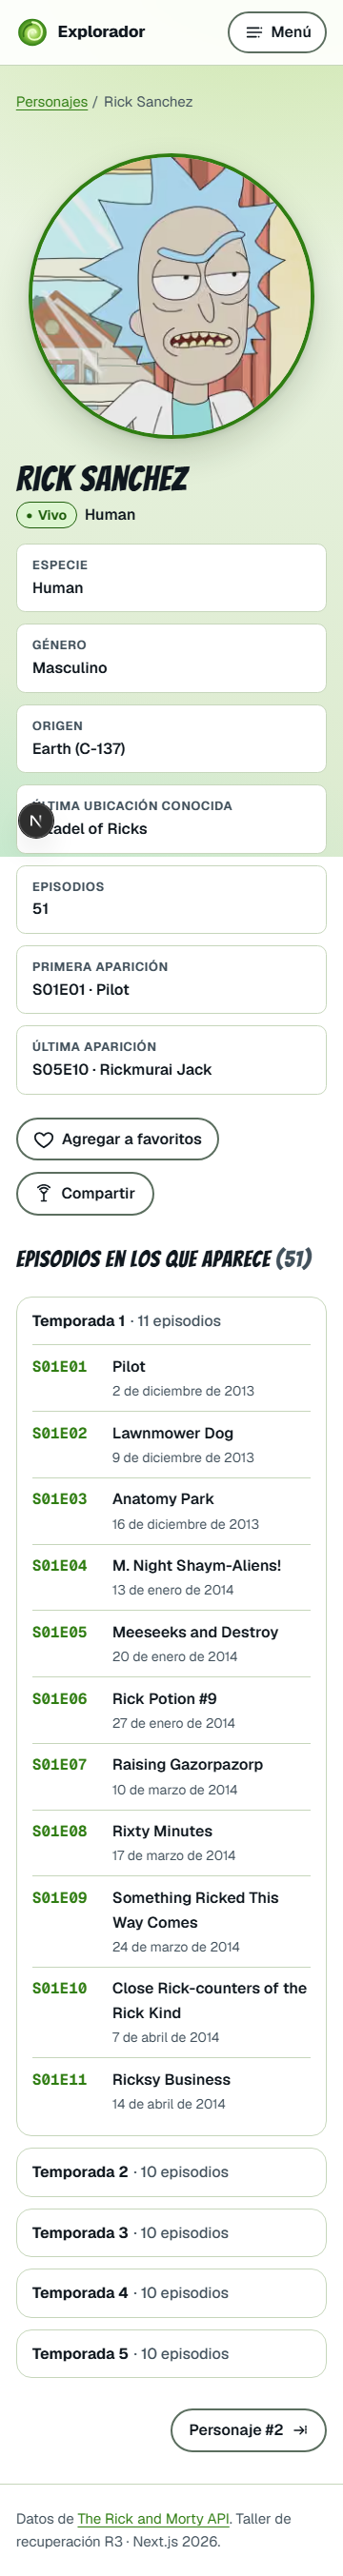 Explorador
Menú
Personajes / Rick Sanchez
RICK SANCHEZ
• Vivo Human
ESPECIE
Human
GÉNERO
Masculino
ORIGEN
Earth (C-137)
ÚLTIMA UBICACIÓN CONOCIDA
N
of Ricks
EPISODIOS
51
PRIMERA APARICIÓN
S01E01 · Pilot
ÚLTIMA APARICIÓN
S05E10 · Rickmurai Jack
Agregar a favoritos
Compartir
EPISODIOS EN LOS QUE APARECE (51)
Temporada 1 · 11 episodios
S01E01 Pilot
2 de diciembre de 2013
S01E02 Lawnmower Dog
9 de diciembre de 2013
S01E03 Anatomy Park
16 de diciembre de 2013
S01E04 M. Night Shaym-Aliens!
13 de enero de 2014
S01E05 Meeseeks and Destroy
20 de enero de 2014
S01E06 Rick Potion #9
27 de enero de 2014
S01E07 Raising Gazorpazorp
10 de marzo de 2014
S01E08 Rixty Minutes
17 de marzo de 2014
S01E09 Something Ricked This
Way Comes
24 de marzo de 2014
S01E10 Close Rick-counters of the
Rick Kind
7 de abril de 2014
S01E11 Ricksy Business
14 de abril de 2014
Temporada 2 · 10 episodios
Temporada 3 · 10 episodios
Temporada 4 · 10 episodios
Temporada 5 · 10 episodios
Personaje #2
Datos de The Rick and Morty API. Taller de
recuperación R3 · Next.js 2026.